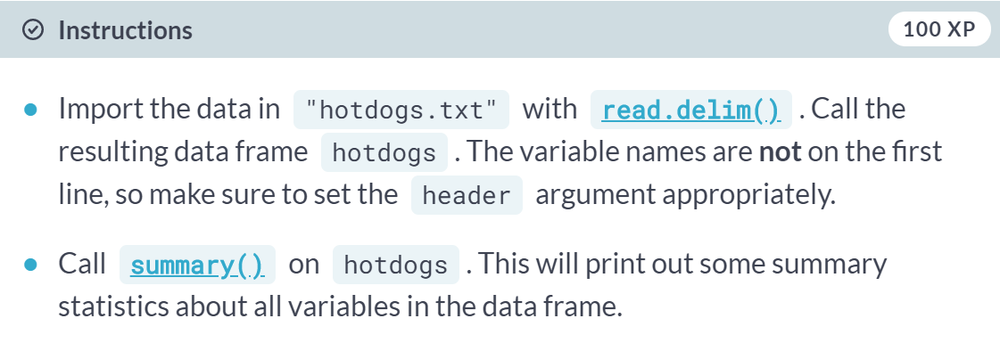 Instructions
100 XP
Import the data in "hotdogs.txt" with read.delim() . Call the
resulting data frame hotdogs . The variable names are not on the first
line, so make sure to set the header argument appropriately.
Call summary() on hotdogs . This will print out some summary
statistics about all variables in the data frame.